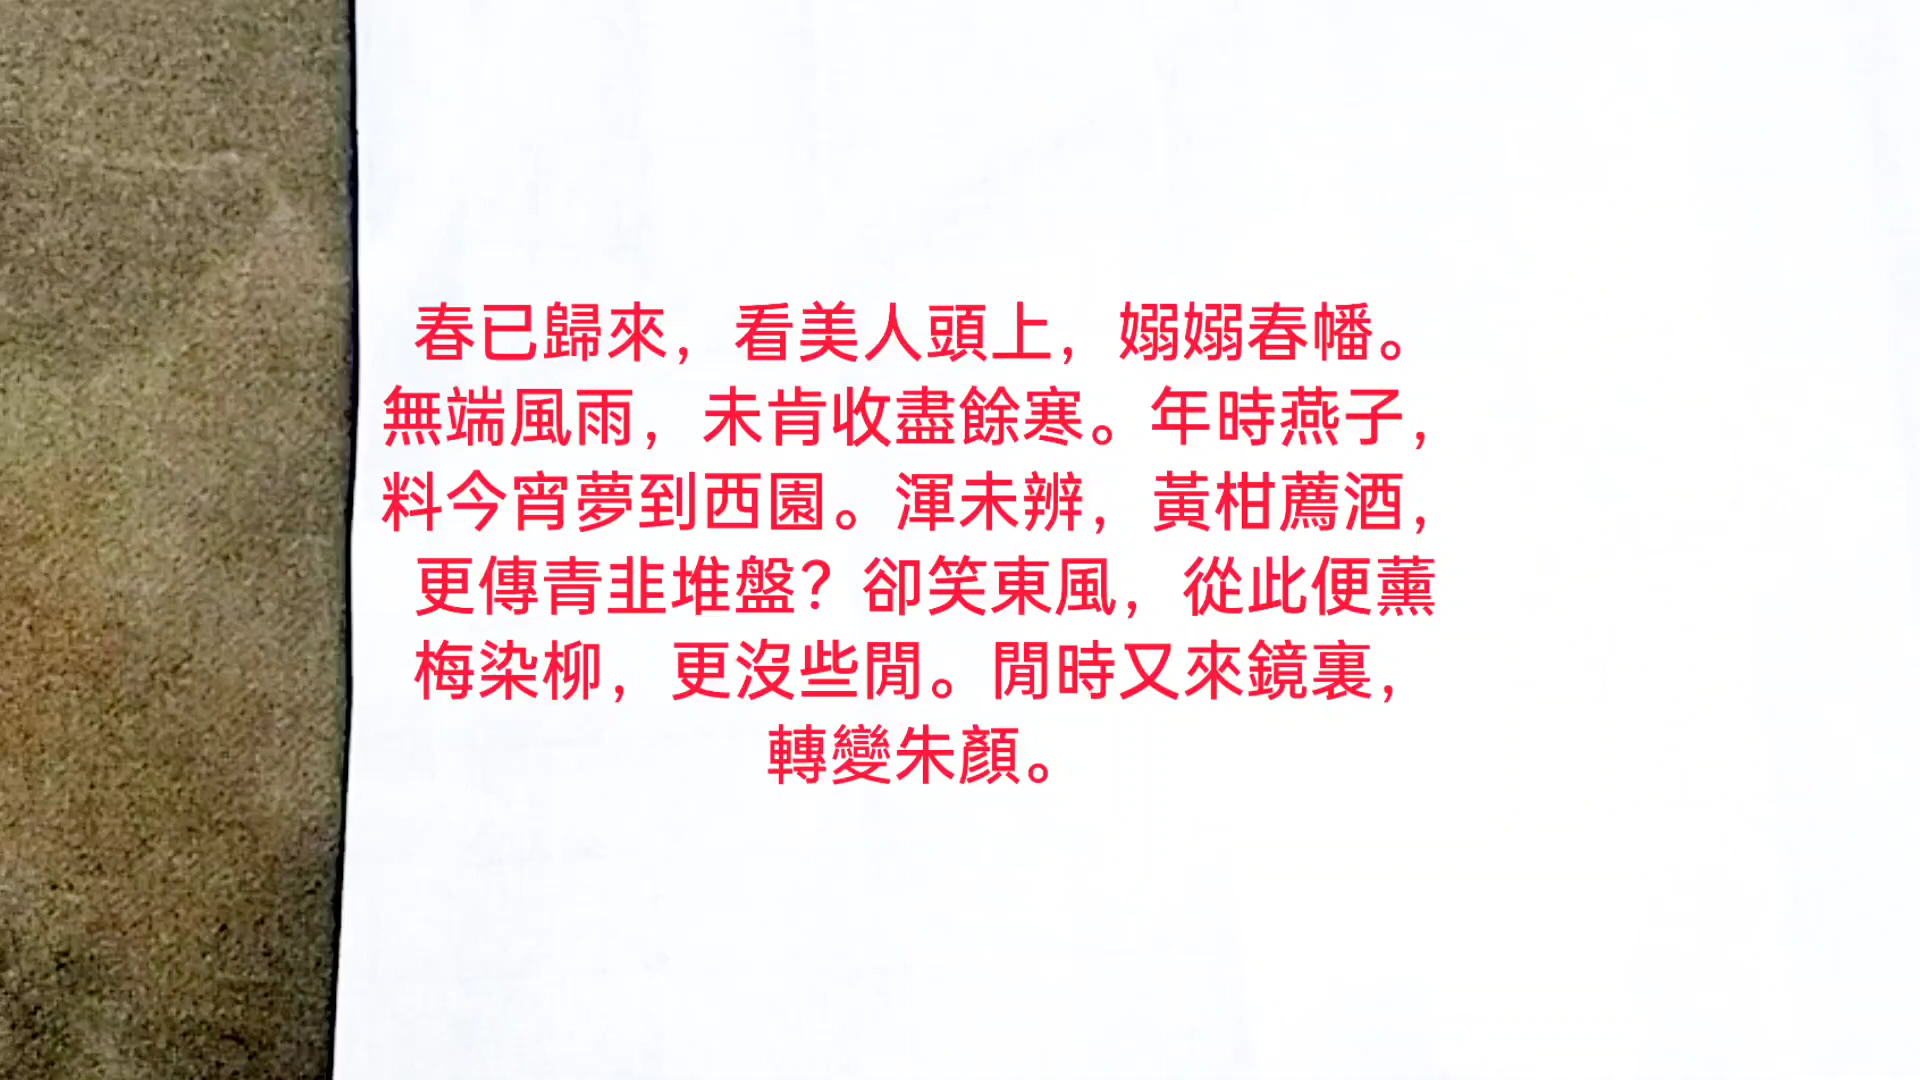 春已歸來，看美人頭上，嫋嫋春幡。
無端風雨，未肯收盡餘寒。年時燕子，
料今宵夢到西園。渾未辨，黃柑薦酒，
更傳青韭堆盤？卻笑東風，從此便薰
梅染柳，更沒些閒。閒時又來鏡裏，
轉變朱顏。